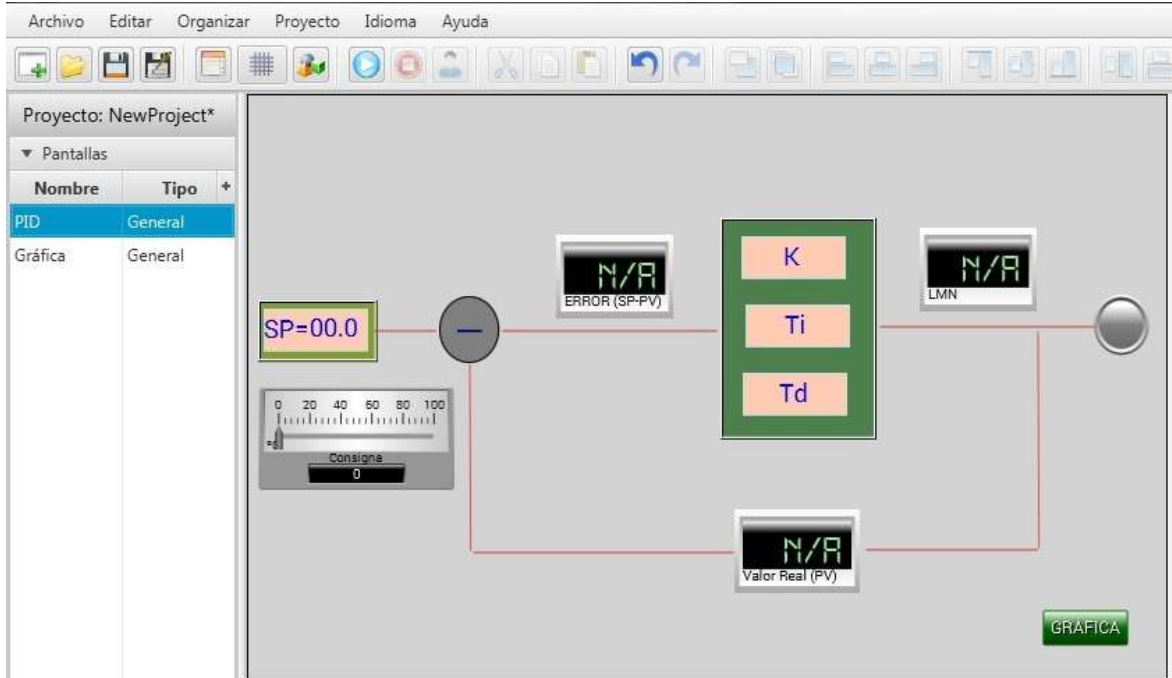 Archivo Editar Organizar Proyecto Idioma Ayuda
Proyecto: NewProject*
Pantallas
Nombre Tipo +
PID General
Gráfica General
N/A
ERROR (SP-PV)
K
Ti
Td
N/A
LMN
SP=00.0
—
0 20 40 60 80 100
Consigna
0
N/A
Valor Real (PV)
GRAFICA